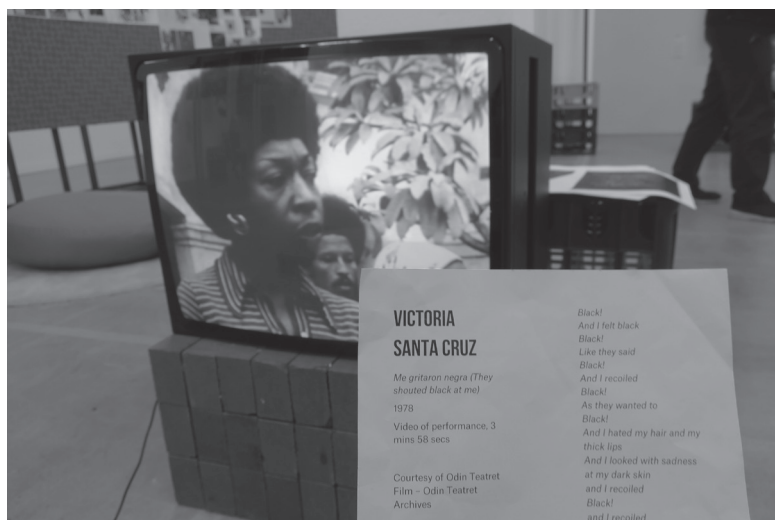 VICTORIA
SANTA CRUZ
Me gritaron negra (They
shouted black at me)
1978
Video of performance, 3
mins 58 secs
Courtesy of Odin Teatret
Film – Odin Teatret
Archives
Black!
And I felt black
Black!
Like they said
Black!
And I recoiled
Black!
As they wanted to
Black!
And I hated my hair and my
thick lips
And I looked with sadness
at my dark skin
and I recoiled
Black!
and I recoiled